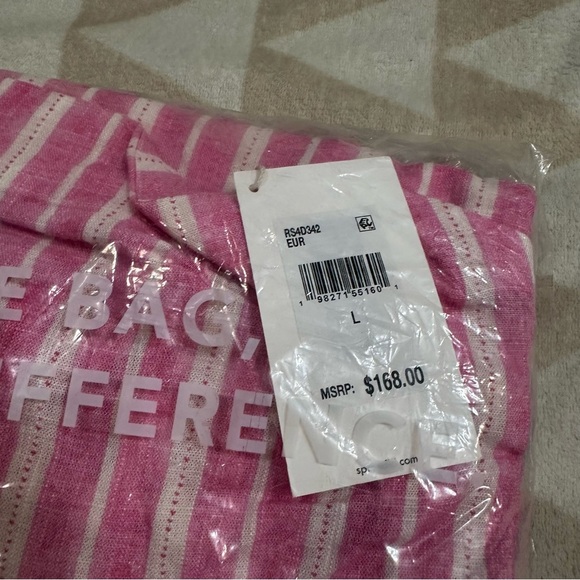 RS4D342
EUR
1 98271 55160 1
L
MSRP: $168.00
E BAG,
FFERENCE